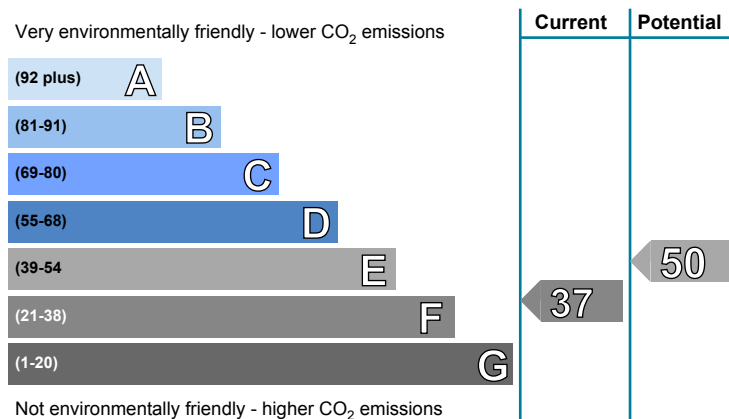 Very environmentally friendly - lower CO₂ emissions
Current
Potential
(92 plus) A
(81-91) B
(69-80) C
(55-68) D
(39-54 E
50
(21-38) F
37
(1-20) G
Not environmentally friendly - higher CO₂ emissions